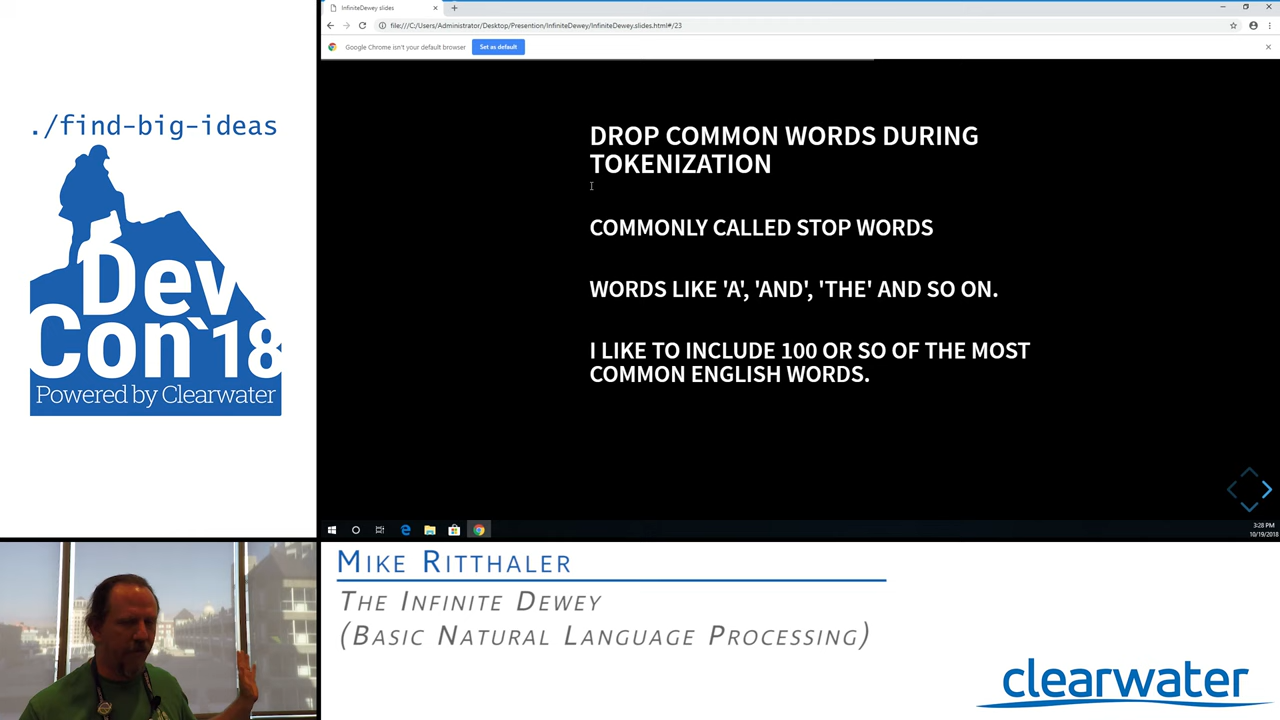 InfiniteDewey slides
file:///C:/Users/Administrator/Desktop/Presention/InfiniteDewey/InfiniteDewey.slides.html#/23
Google Chrome isn't your default browser
Set as default
./find-big-ideas
Dev
Con`18
Powered by Clearwater
DROP COMMON WORDS DURING
TOKENIZATION
COMMONLY CALLED STOP WORDS
WORDS LIKE 'A', 'AND', 'THE' AND SO ON.
I LIKE TO INCLUDE 100 OR SO OF THE MOST
COMMON ENGLISH WORDS.
3:28 PM
10/19/2018
MIKE RITTHALER
THE INFINITE DEWEY
(BASIC NATURAL LANGUAGE PROCESSING)
clearwater